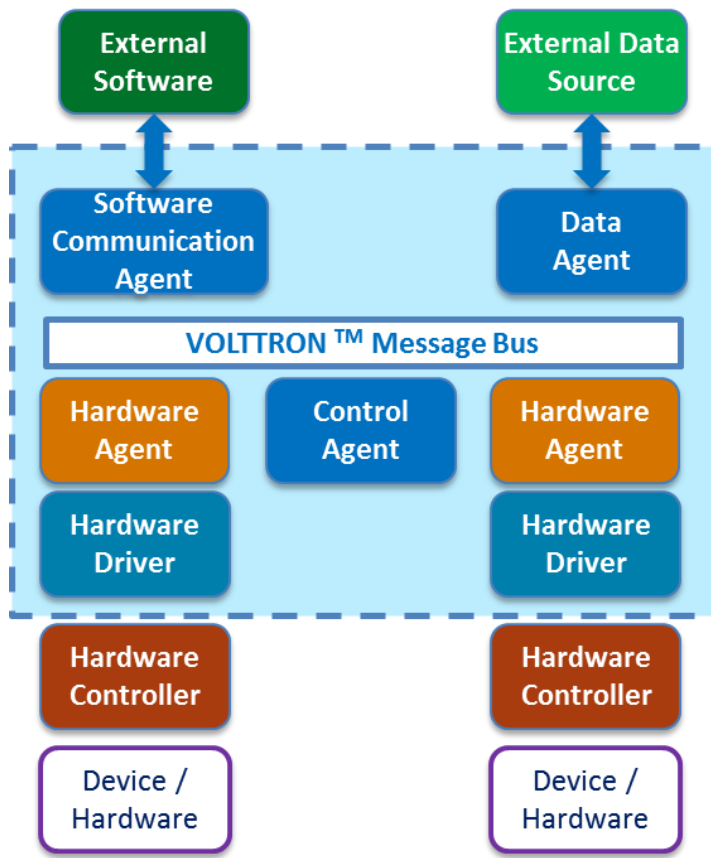 External
Software
External Data
Source
Software
Communication
Agent
Data
Agent
VOLTTRON TM Message Bus
Hardware
Agent
Control
Agent
Hardware
Agent
Hardware
Driver
Hardware
Driver
Hardware
Controller
Hardware
Controller
Device /
Hardware
Device /
Hardware